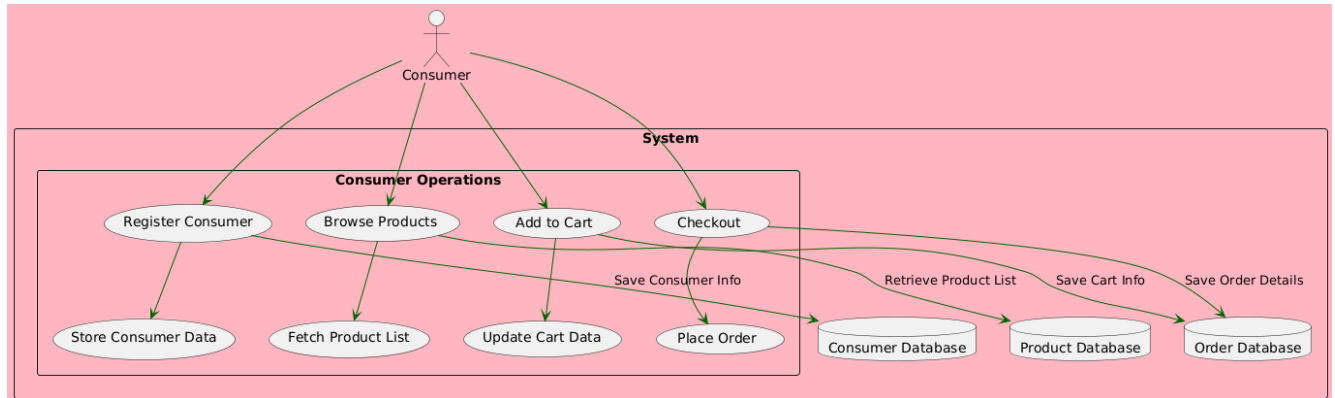 Consumer
System
Consumer Operations
Register Consumer
Browse Products
Add to Cart
Checkout
Save Consumer Info
Retrieve Product List
Save Cart Info
Save Order Details
Store Consumer Data
Fetch Product List
Update Cart Data
Place Order
Consumer Database
Product Database
Order Database